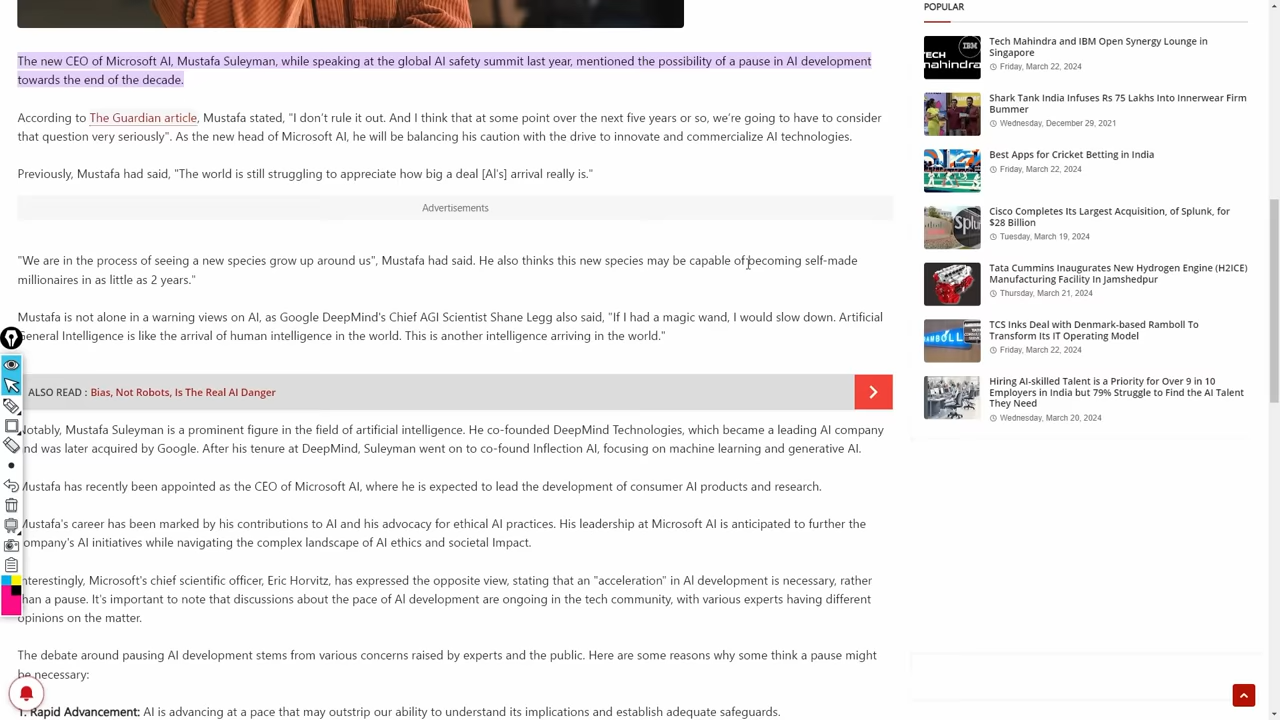 The new CEO of Microsoft AI, Mustafa Suleyman while speaking at the global AI safety summit last year mentioned the possibility of a pause in AI development
towards the end of the decade.
According to The Guardian, Mustafa had said, "I don't rule it out. And I think that at some point over the next five years or so, we're going to have to consider
that question very seriously". As the new head of Microsoft AI, he will be balancing his caution with the drive to innovate and commercialize AI technologies.
Previously, Mustafa had said, "The world is still struggling to appreciate how big a deal [AI's] arrival really is."
Advertisements
"We are in the process of seeing a new species grow up around us", Mustafa had said. He also thinks this new species may be capable of becoming self-made
millionaires in as little as 2 years."
Mustafa is not alone in a warning views of AI, as Google DeepMind's Chief AGI Scientist Shane Legg also said, "If I had a magic wand, I would slow down. Artificial
General Intelligence is like the arrival of human intelligence in the world. This is another intelligence arriving in the world."
ALSO READ : Bias, Not Robots, Is the Real AI Danger
Notably, Mustafa Suleyman is a prominent figure in the field of artificial intelligence. He co-founded DeepMind Technologies, which became a leading AI company
and was later acquired by Google. After his tenure at DeepMind, Suleyman went on to co-found Inflection AI, focusing on machine learning and generative AI.
Mustafa has recently been appointed as the CEO of Microsoft AI, where he is expected to lead the development of consumer AI products and research.
Mustafa's career has been marked by his contributions to AI and his advocacy for ethical AI practices. His leadership at Microsoft AI is anticipated to further the
company's AI initiatives while navigating the complex landscape of AI ethics and societal Impact.
Interestingly, Microsoft's chief scientific officer, Eric Horvitz, has expressed the opposite view, stating that an "acceleration" in AI development is necessary, rather
than a pause. It's important to note that discussions about the pace of AI development are ongoing in the tech community, with various experts having different
opinions on the matter.
The debate around pausing AI development stems from various concerns raised by experts and the public. Here are some reasons why some think a pause might
be necessary:
1. Rapid Advancement: AI is advancing at a pace that may outstrip our ability to understand its implications and establish adequate safeguards.
POPULAR
IBM
TECH
mahindra
Tech Mahindra and IBM Open Synergy Lounge in
Singapore
Friday, March 22, 2024
Shark Tank India Infuses Rs 75 Lakhs Into Innerwear Firm
Bummer
Wednesday, December 29, 2021
Best Apps for Cricket Betting in India
Friday, March 22, 2024
Cisco Completes Its Largest Acquisition, of Splunk, for
$28 Billion
Tuesday, March 19, 2024
Tata Cummins Inaugurates New Hydrogen Engine (H2ICE)
Manufacturing Facility In Jamshedpur
Thursday, March 21, 2024
RAMBOLL
TCS Inks Deal with Denmark-based Ramboll To
Transform Its IT Operating Model
Friday, March 22, 2024
Hiring AI-skilled Talent is a Priority for Over 9 in 10
Employers in India but 79% Struggle to Find the AI Talent
They Need
Wednesday, March 20, 2024